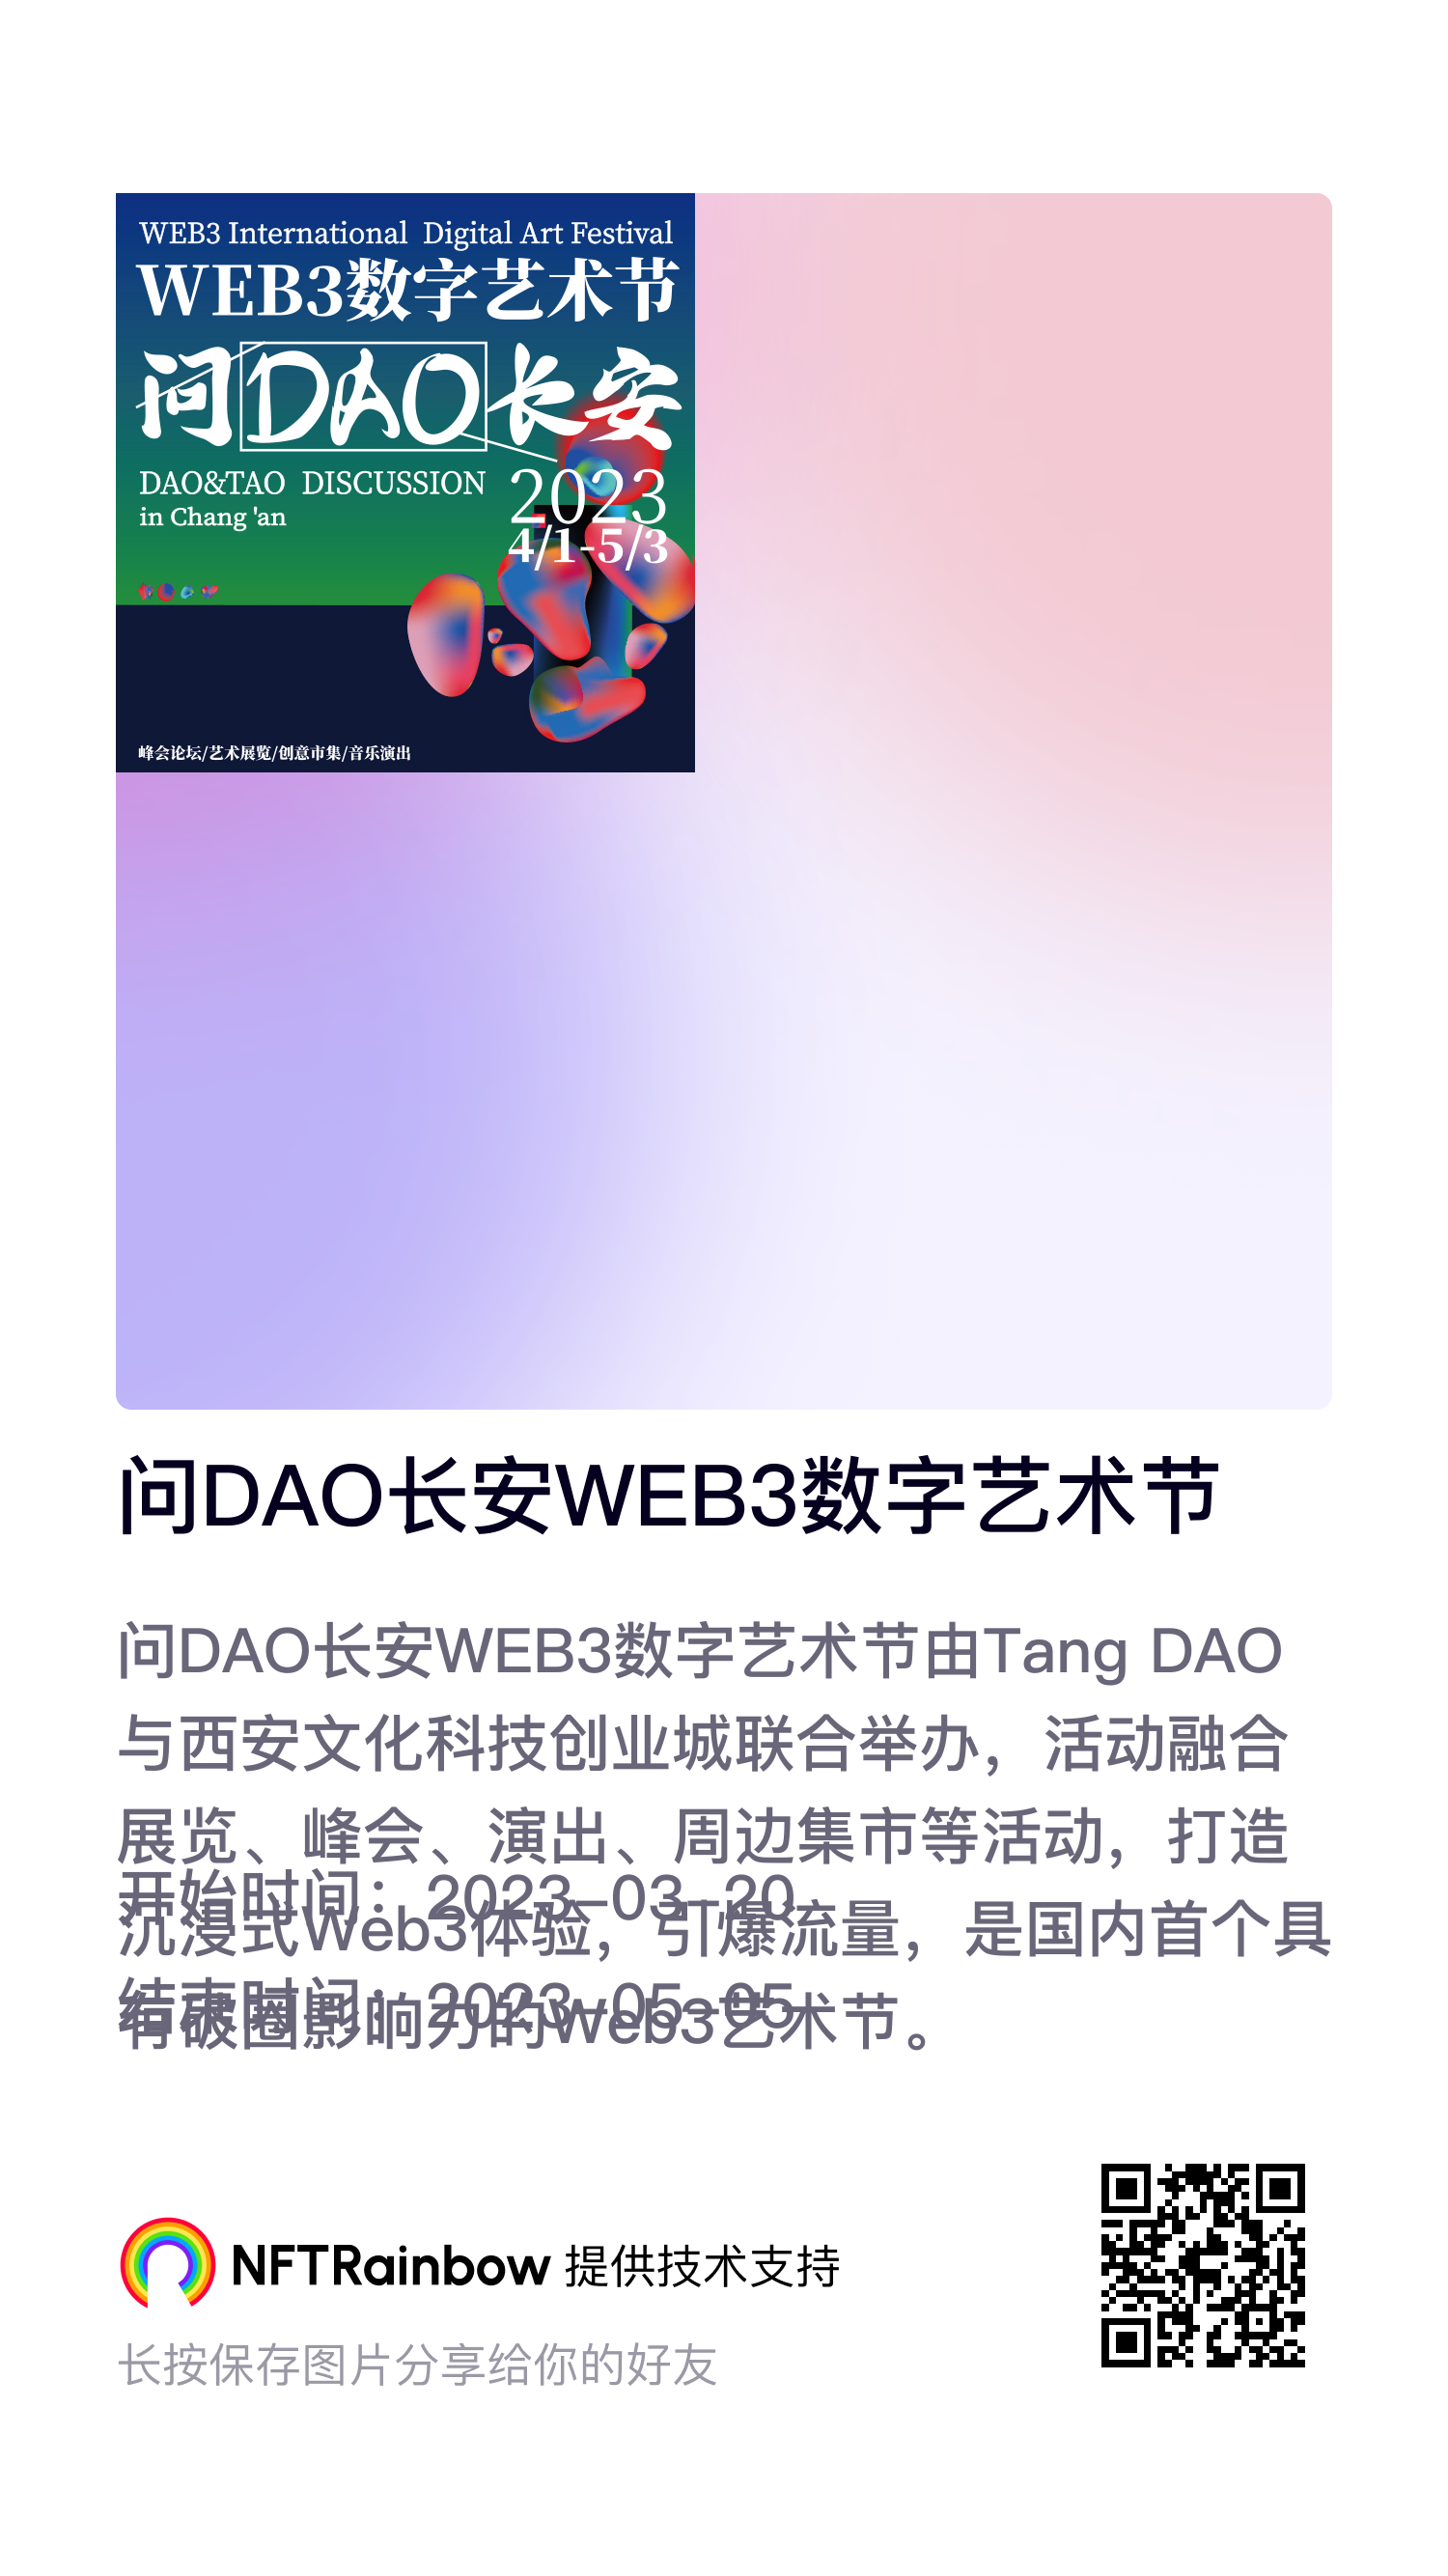 WEB3 International Digital Art Festival
WEB3数字艺术节
问DAO长安
DAO&TAO DISCUSSION
in Chang 'an
2023
4/1-5/3
峰会论坛/艺术展览/创意市集/音乐演出
问DAO长安WEB3数字艺术节
问DAO长安WEB3数字艺术节由Tang DAO
与西安文化科技创业城联合举办，活动融合
展览、峰会、演出、周边集市等活动，打造
开始时间：2023-03-20
沉浸式Web3体验，引爆流量，是国内首个具
结束时间：2023-05-05
有破圈影响力的Web3艺术节。
NFTRainbow 提供技术支持
长按保存图片分享给你的好友